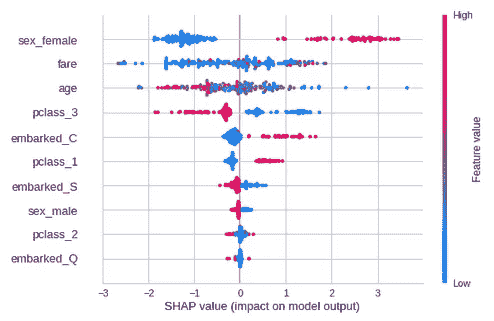 High
sex_female
fare
age
pclass_3
embarked_C
pclass_1
embarked_S
sex_male
pclass_2
embarked_Q
Feature value
Low
−3 −2 −1 0 1 2 3
SHAP value (impact on model output)